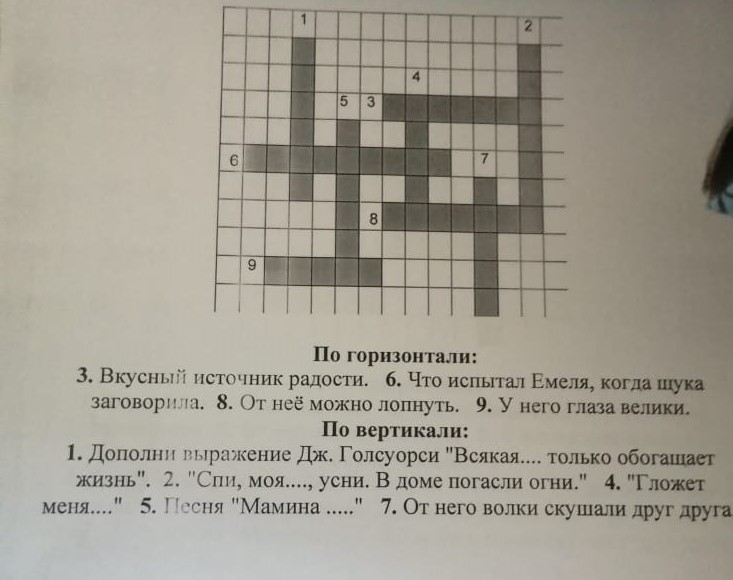 1
2
4
5 3
6
7
8
9
По горизонтали:
3. Вкусный источник радости. 6. Что испытал Емеля, когда щука
заговорила. 8. От неё можно лопнуть. 9. У него глаза велики.
По вертикали:
1. Дополни выражение Дж. Голсуорси "Всякая.... только обогащает
жизнь". 2. "Спи, моя...., усни. В доме погасли огни." 4. "Гложет
меня...." 5. Песня "Мамина ....." 7. От него волки скушали друг друга